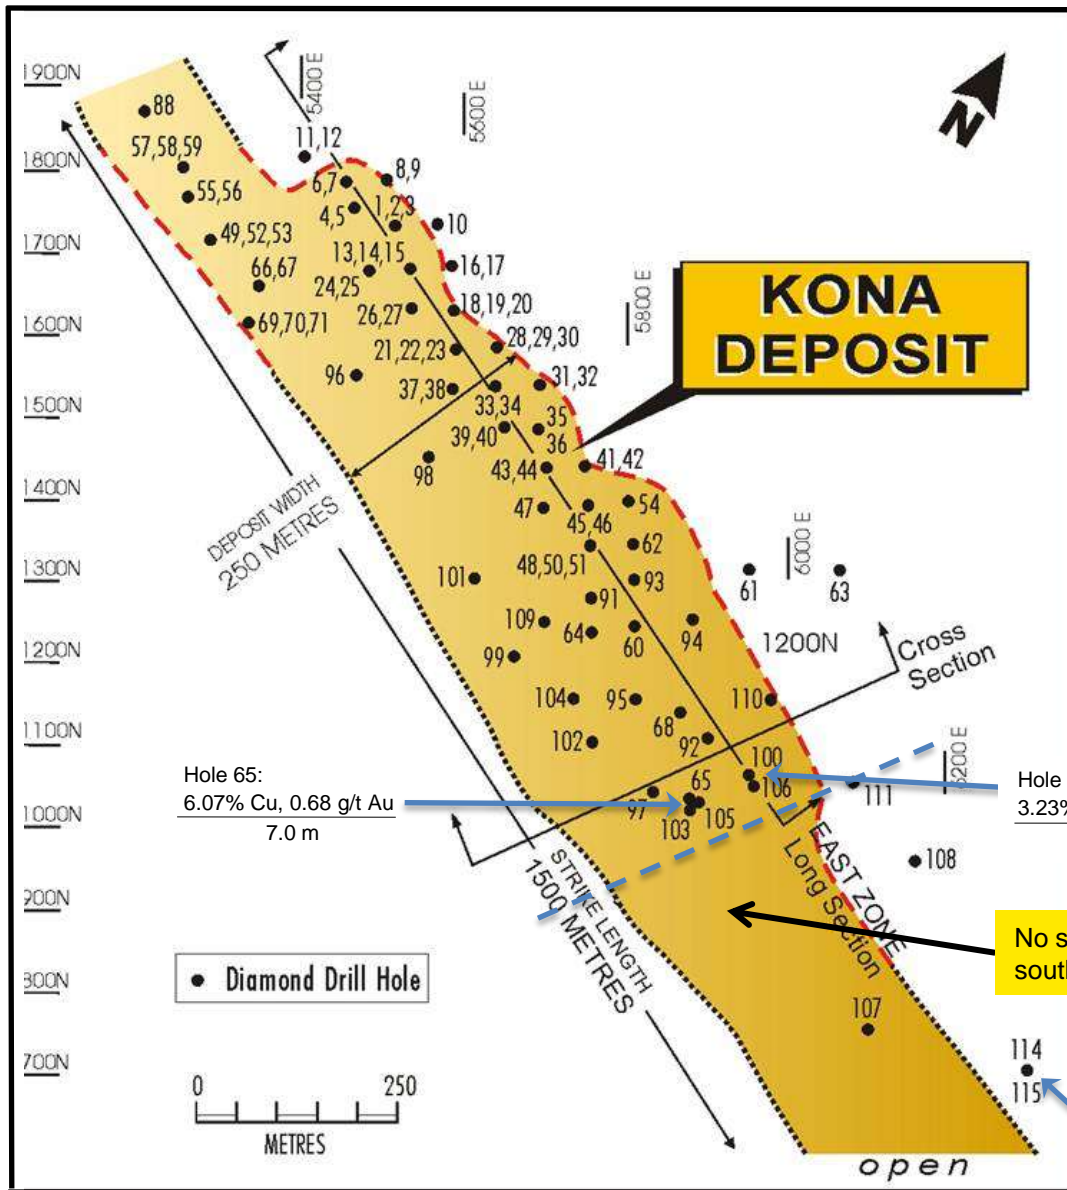 1900N
5400 E
5600 E
N
88
11,12
57,58,59
1800N
6,7
8,9
55,56
4,5
1,2,3
10
49,52,53
1700N
13,14,15
16,17
66,67
24,25
18,19,20
5800 E
KONA
DEPOSIT
1600N
69,70,71
26,27
28,29,30
21,22,23
96
37,38
31,32
33,34
1500N
39,40
35
36
98
43,44
41,42
1400N
DEPOSIT WIDTH
250 METRES
47
54
45,46
6000 E
1300N
101
48,50,51
62
93
61
63
91
109
64
60
94
1200N
1200N
99
Cross
Section
104
95
110
68
1100N
102
92
6200 E
100
Hole 65:
6.07% Cu, 0.68 g/t Au
7.0 m
65
106
111
Hole
3.23%
97
105
103
1000N
EAST ZONE
Long Section
108
STRIKE LENGTH
1500 METRES
900N
No s
south
Diamond Drill Hole
800N
107
700N
114
115
0 250
METRES
open